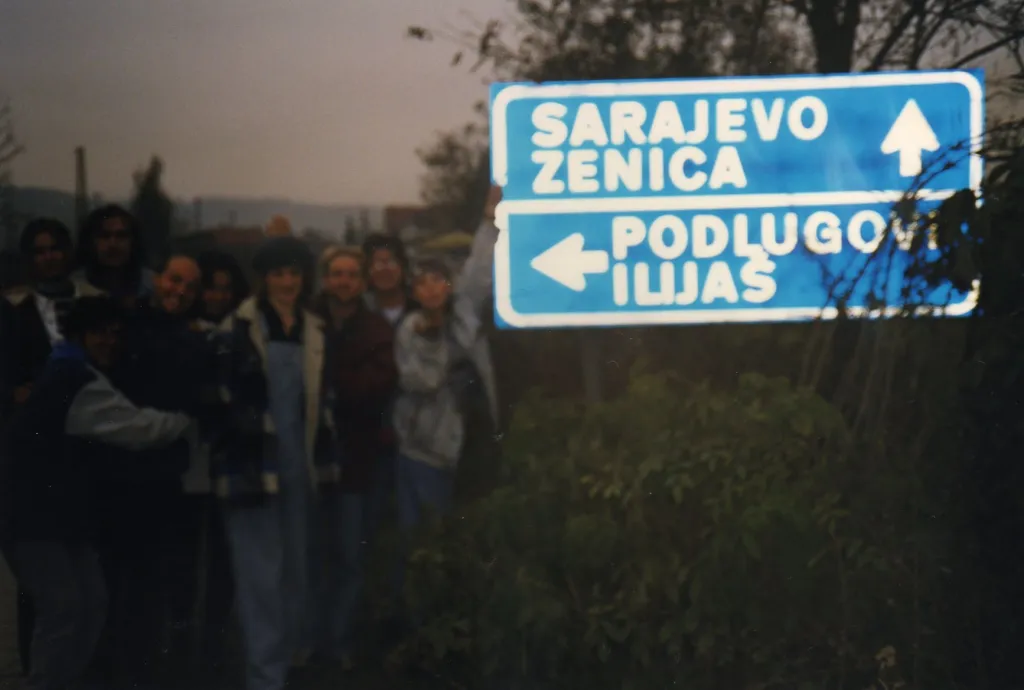 SARAJEVO
ZENICA
PODLUGOVI
ILIJAŠ